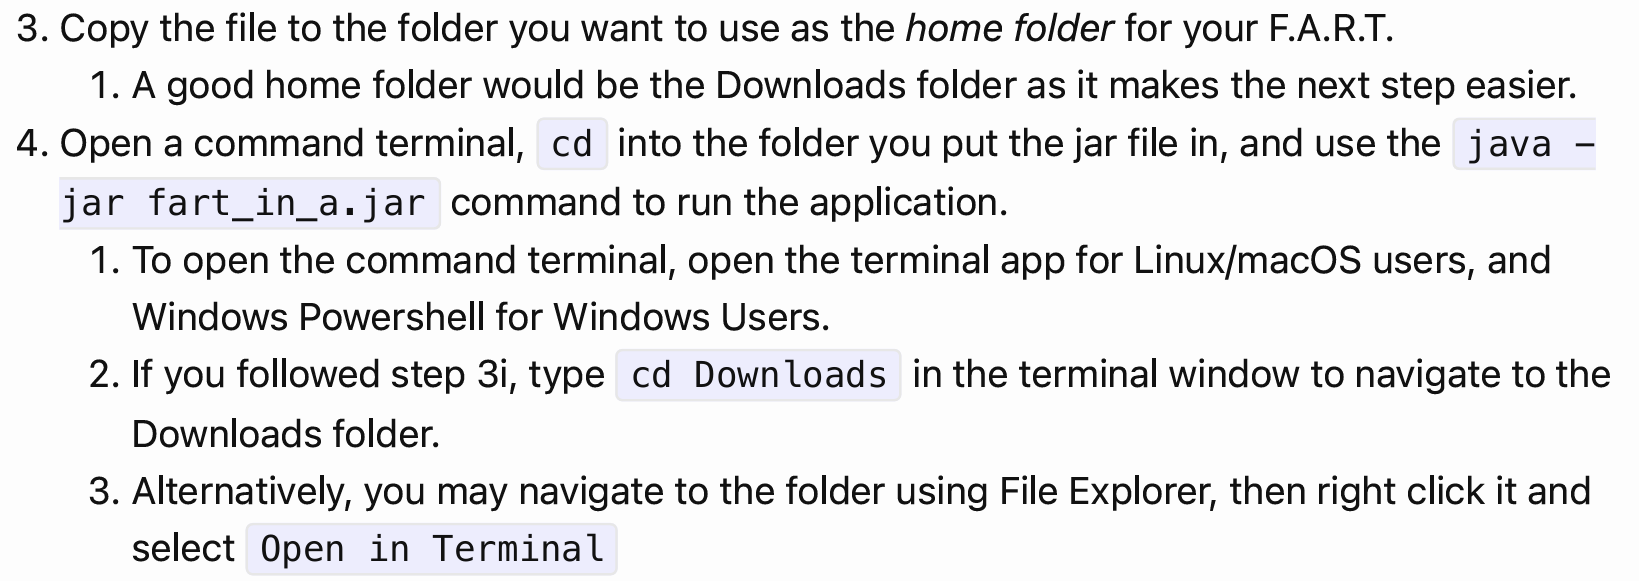 3. Copy the file to the folder you want to use as the home folder for your F.A.R.T.
1. A good home folder would be the Downloads folder as it makes the next step easier.
4. Open a command terminal, cd into the folder you put the jar file in, and use the java -
jar fart_in_a.jar command to run the application.
1. To open the command terminal, open the terminal app for Linux/macOS users, and
Windows Powershell for Windows Users.
2. If you followed step 3i, type cd Downloads in the terminal window to navigate to the
Downloads folder.
3. Alternatively, you may navigate to the folder using File Explorer, then right click it and
select Open in Terminal